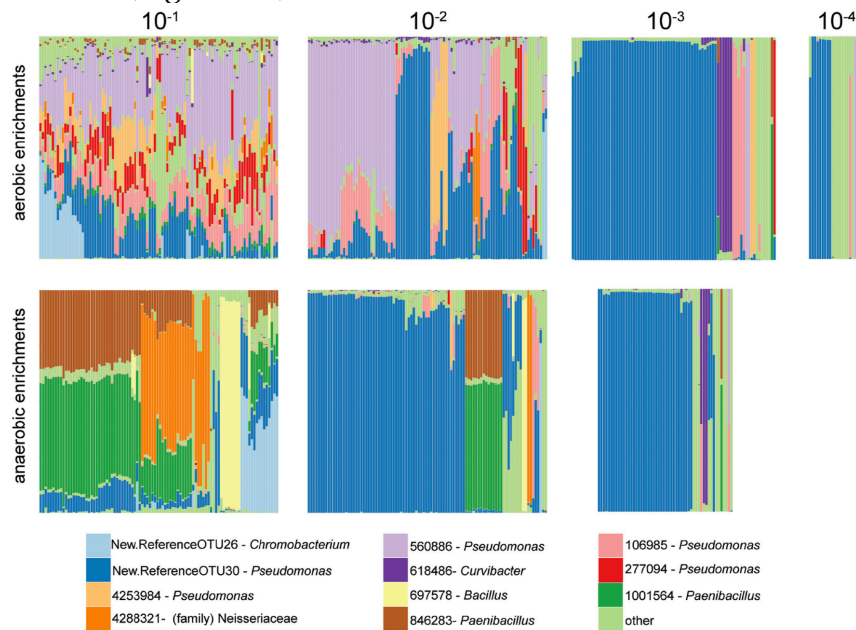 10-1 10-2 10-3 10-4
aerobic enrichments
anaerobic enrichments
New.ReferenceOTU26 - Chromobacterium
New.ReferenceOTU30 - Pseudomonas
4253984 - Pseudomonas
4288321- (family) Neisseriaceae
560886 - Pseudomonas
618486- Curvibacter
697578 - Bacillus
846283- Paenibacillus
106985 - Pseudomonas
277094 - Pseudomonas
1001564 - Paenibacillus
other